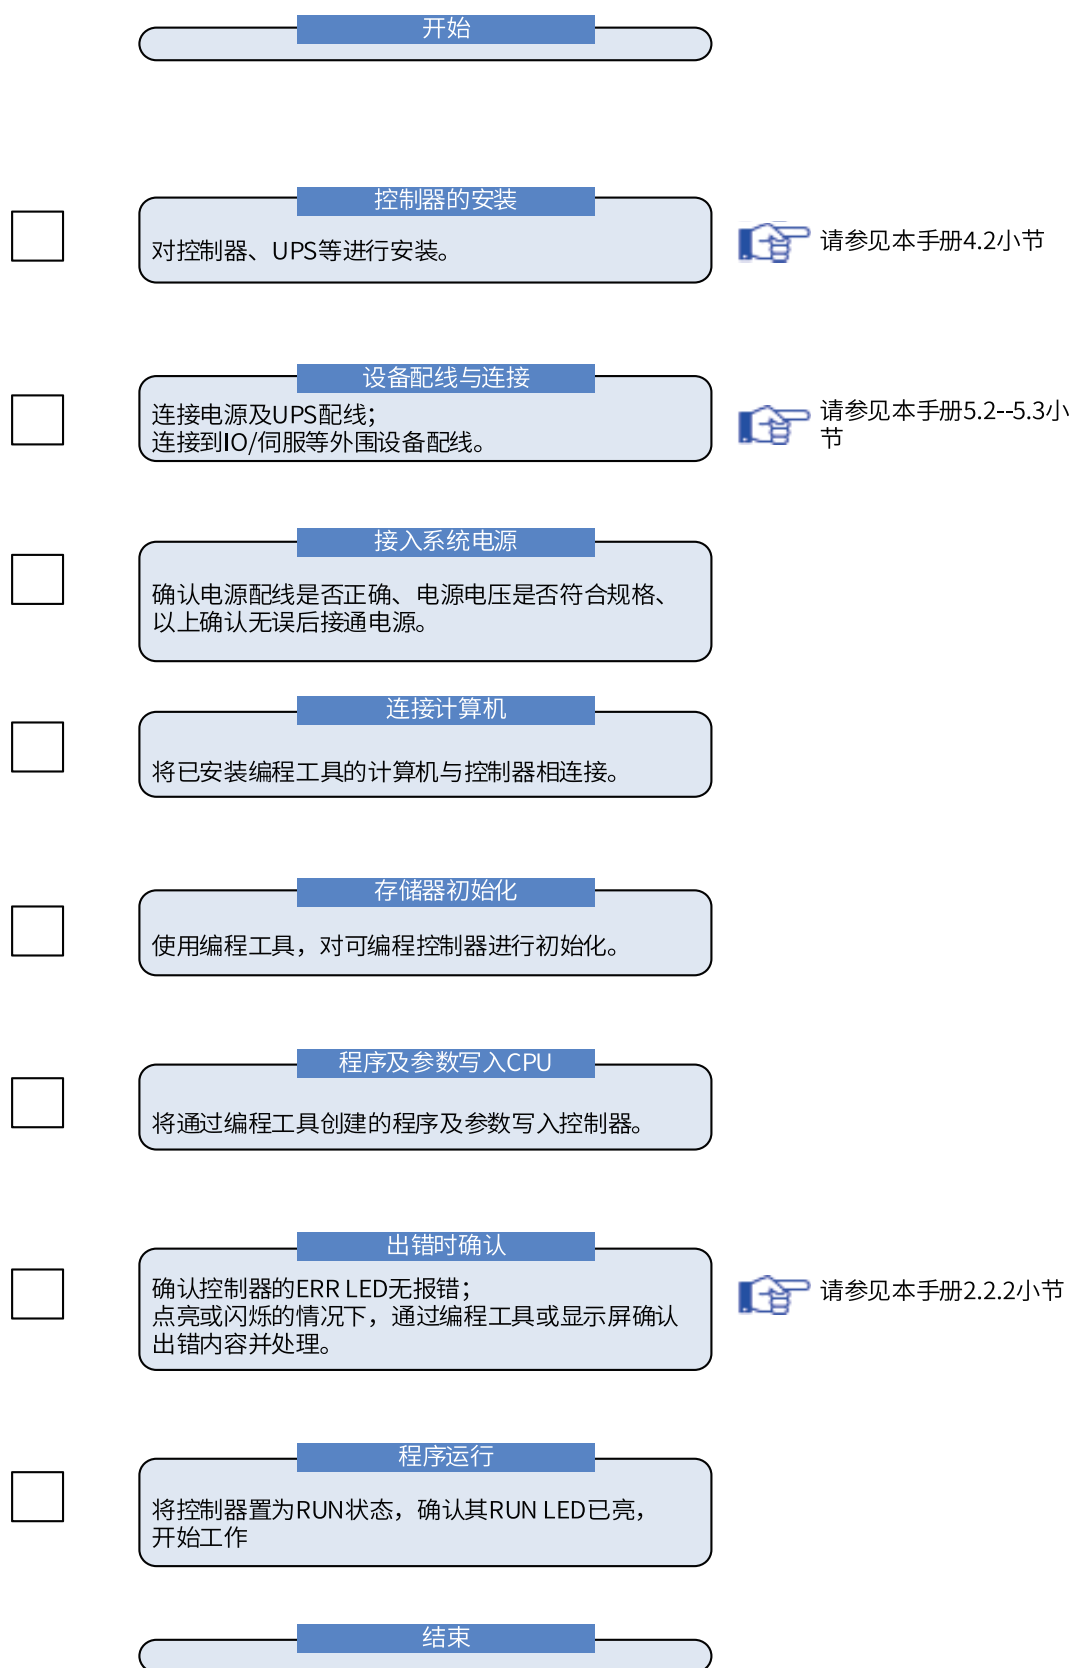 开始
控制器的安装
对控制器、UPS等进行安装。
请参见本手册4.2小节
设备配线与连接
连接电源及UPS配线；
连接到IO/伺服等外围设备配线。
请参见本手册5.2--5.3小
节
接入系统电源
确认电源配线是否正确、电源电压是否符合规格、
以上确认无误后接通电源。
连接计算机
将已安装编程工具的计算机与控制器相连接。
存储器初始化
使用编程工具，对可编程控制器进行初始化。
程序及参数写入CPU
将通过编程工具创建的程序及参数写入控制器。
出错时确认
确认控制器的ERR LED无报错；
点亮或闪烁的情况下，通过编程工具或显示屏确认
出错内容并处理。
请参见本手册2.2.2小节
程序运行
将控制器置为RUN状态，确认其RUN LED已亮，
开始工作
结束